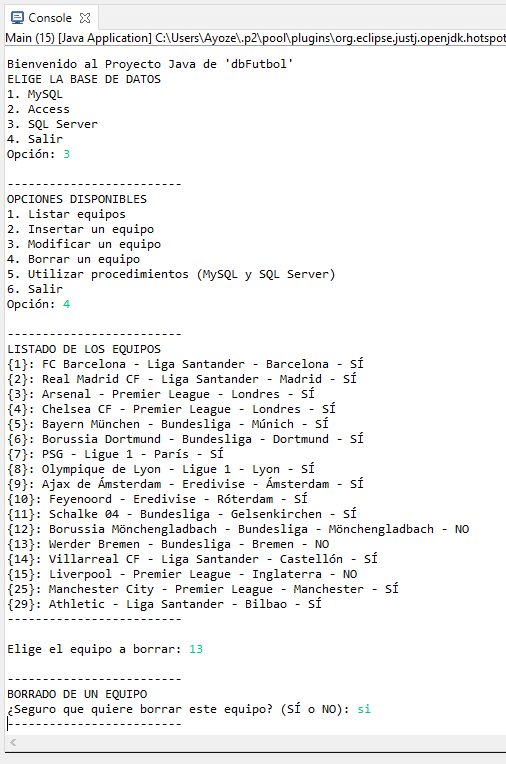 Console
Main (15) [Java Application] C:\Users\Ayoze\.p2\pool\plugins\org.eclipse.justj.openjdk.hotspot
Bienvenido al Proyecto Java de 'dbFutbol'
ELIGE LA BASE DE DATOS
1. MySQL
2. Access
3. SQL Server
4. Salir
Opción: 3
-------------------------
OPCIONES DISPONIBLES
1. Listar equipos
2. Insertar un equipo
3. Modificar un equipo
4. Borrar un equipo
5. Utilizar procedimientos (MySQL y SQL Server)
6. Salir
Opción: 4
-------------------------
LISTADO DE LOS EQUIPOS
{1}: FC Barcelona - Liga Santander - Barcelona - SÍ
{2}: Real Madrid CF - Liga Santander - Madrid - SÍ
{3}: Arsenal - Premier League - Londres - SÍ
{4}: Chelsea CF - Premier League - Londres - SÍ
{5}: Bayern München - Bundesliga - Múnich - SÍ
{6}: Borussia Dortmund - Bundesliga - Dortmund - SÍ
{7}: PSG - Ligue 1 - París - SÍ
{8}: Olympique de Lyon - Ligue 1 - Lyon - SÍ
{9}: Ajax de Ámsterdam - Eredivise - Ámsterdam - SÍ
{10}: Feyenoord - Eredivise - Róterdam - SÍ
{11}: Schalke 04 - Bundesliga - Gelsenkirchen - SÍ
{12}: Borussia Mönchengladbach - Bundesliga - Mönchengladbach - NO
{13}: Werder Bremen - Bundesliga - Bremen - NO
{14}: Villarreal CF - Liga Santander - Castellón - SÍ
{15}: Liverpool - Premier League - Inglaterra - NO
{25}: Manchester City - Premier League - Manchester - SÍ
{29}: Athletic - Liga Santander - Bilbao - SÍ
-------------------------
Elige el equipo a borrar: 13
-------------------------
BORRADO DE UN EQUIPO
¿Seguro que quiere borrar este equipo? (SÍ o NO): si
-------------------------